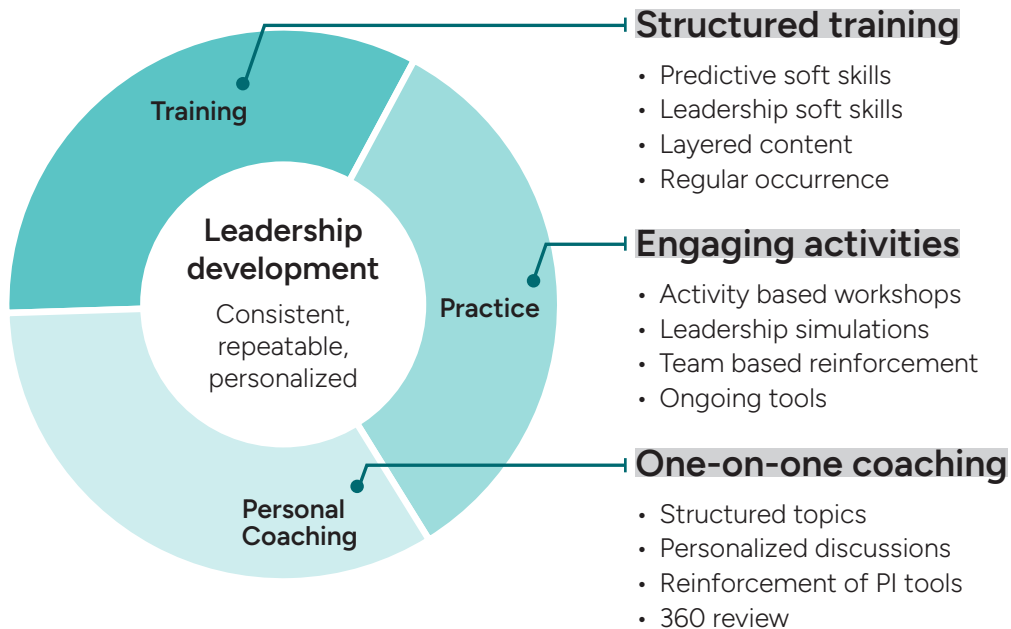 Structured training
• Predictive soft skills
• Leadership soft skills
• Layered content
• Regular occurrence
Training
Leadership
development
Consistent,
repeatable,
personalized
Engaging activities
• Activity based workshops
• Leadership simulations
• Team based reinforcement
• Ongoing tools
Practice
One-on-one coaching
• Structured topics
• Personalized discussions
• Reinforcement of PI tools
• 360 review
Personal
Coaching